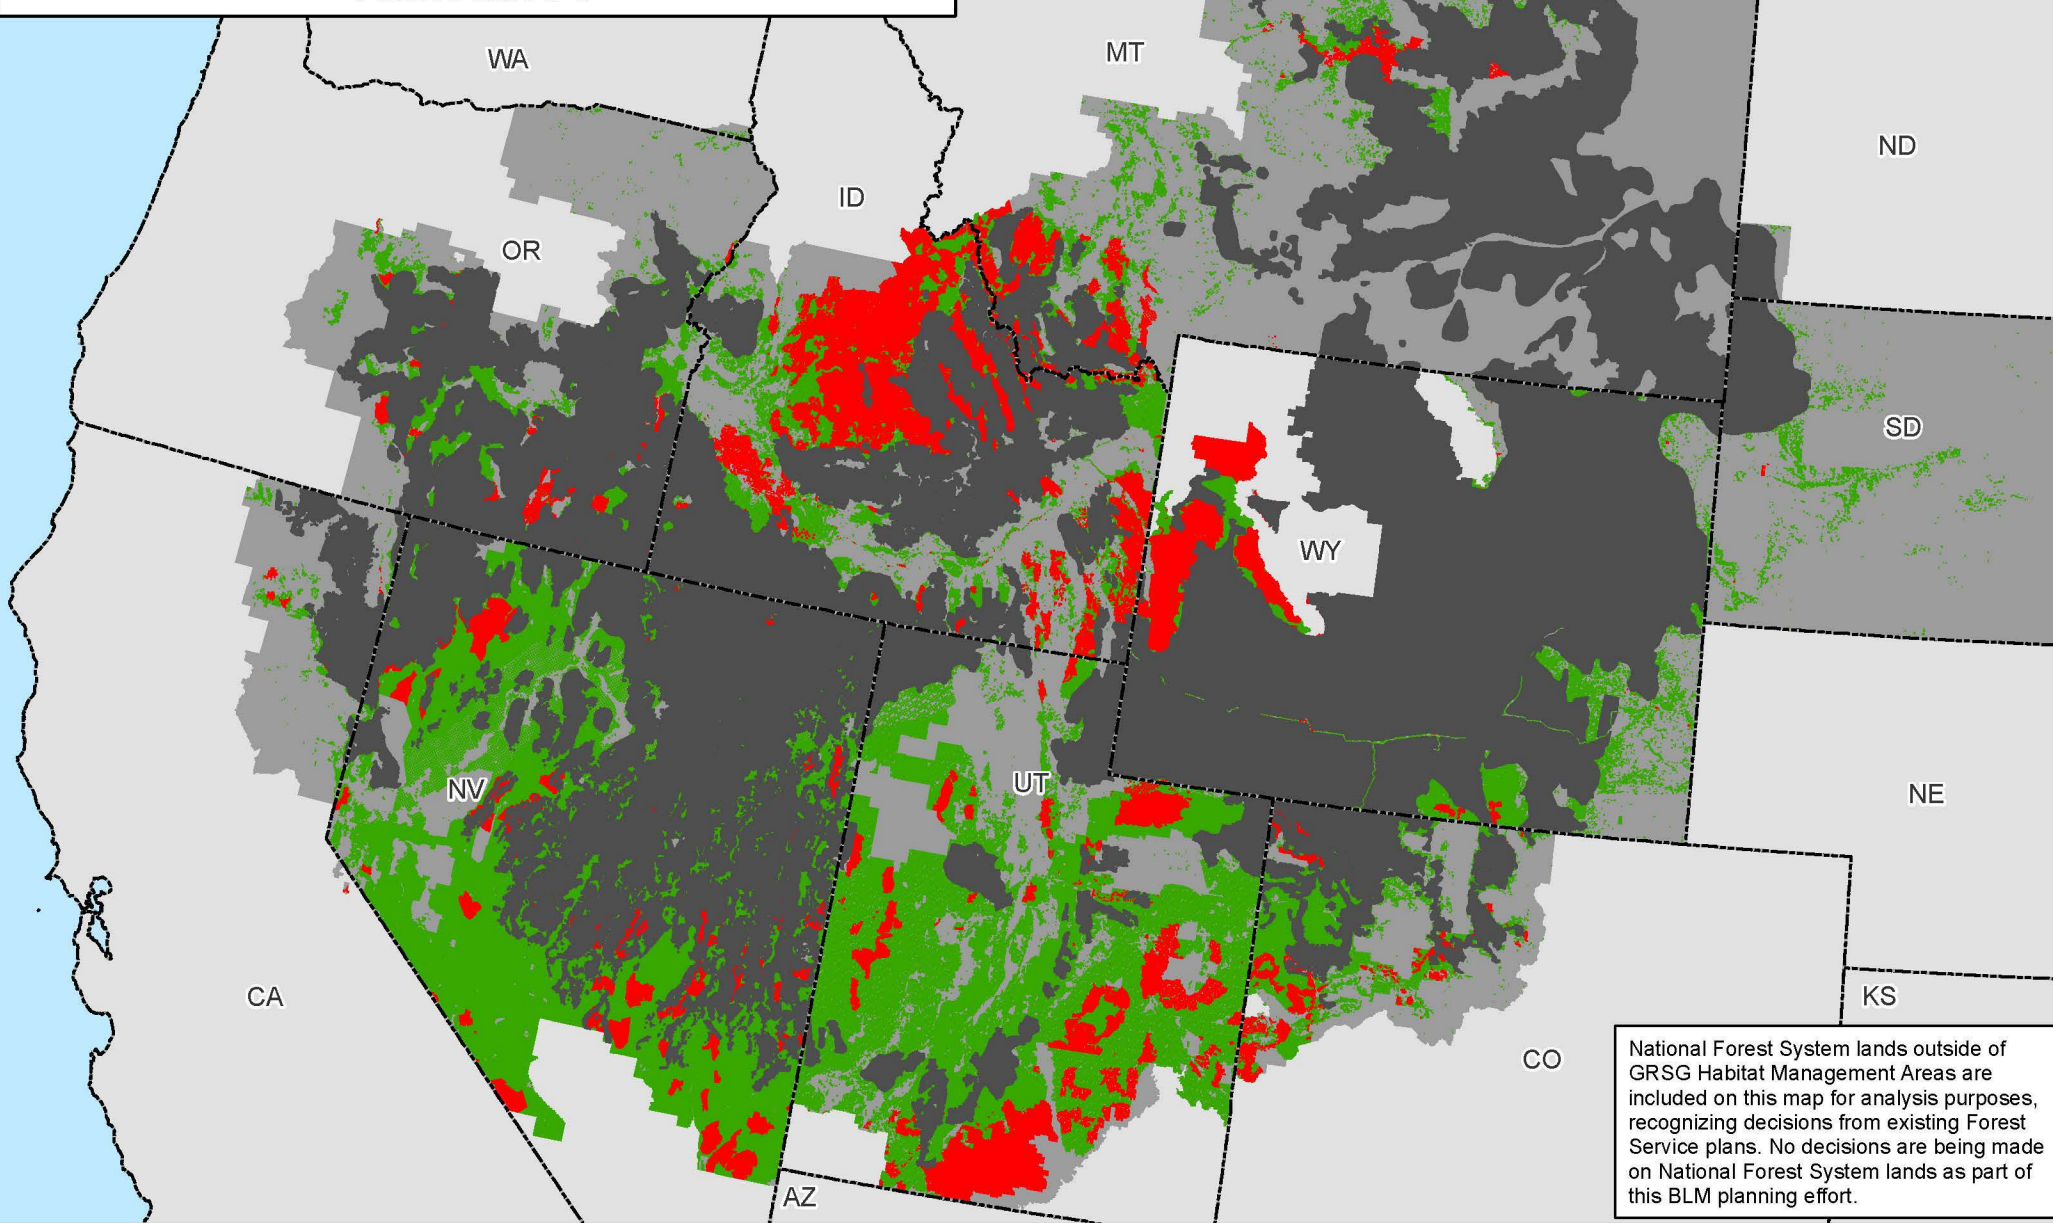 WA
MT
ND
ID
OR
SD
WY
NV
UT
NE
CA
KS
CO
AZ
National Forest System lands outside of
GRSG Habitat Management Areas are
included on this map for analysis purposes,
recognizing decisions from existing Forest
Service plans. No decisions are being made
on National Forest System lands as part of
this BLM planning effort.